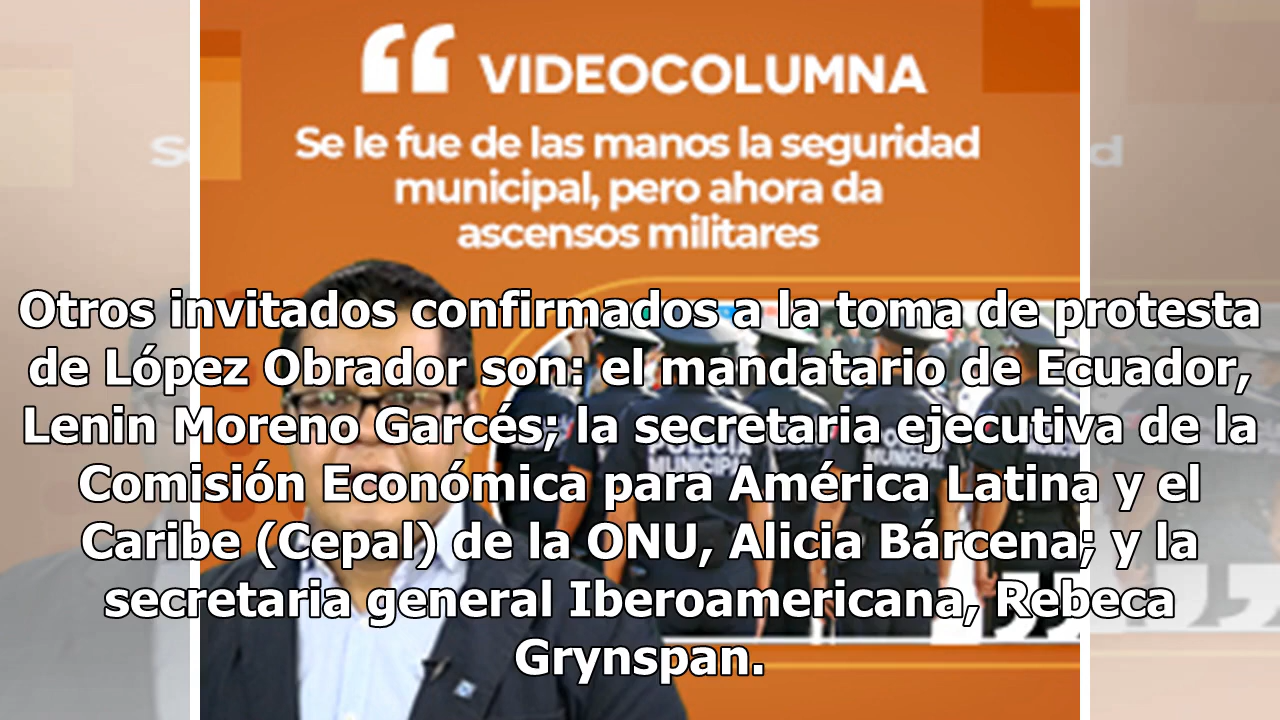 “ VIDEOCOLUMNA
Se le fue de las manos la seguridad
municipal, pero ahora da
ascensos militares
Otros invitados confirmados a la toma de protesta
de López Obrador son: el mandatario de Ecuador,
Lenin Moreno Garcés; la secretaria ejecutiva de la
Comisión Económica para América Latina y el
Caribe (Cepal) de la ONU, Alicia Bárcena; y la
secretaria general Iberoamericana, Rebeca
Grynspan.
POLICÍA
MUNICIPAL